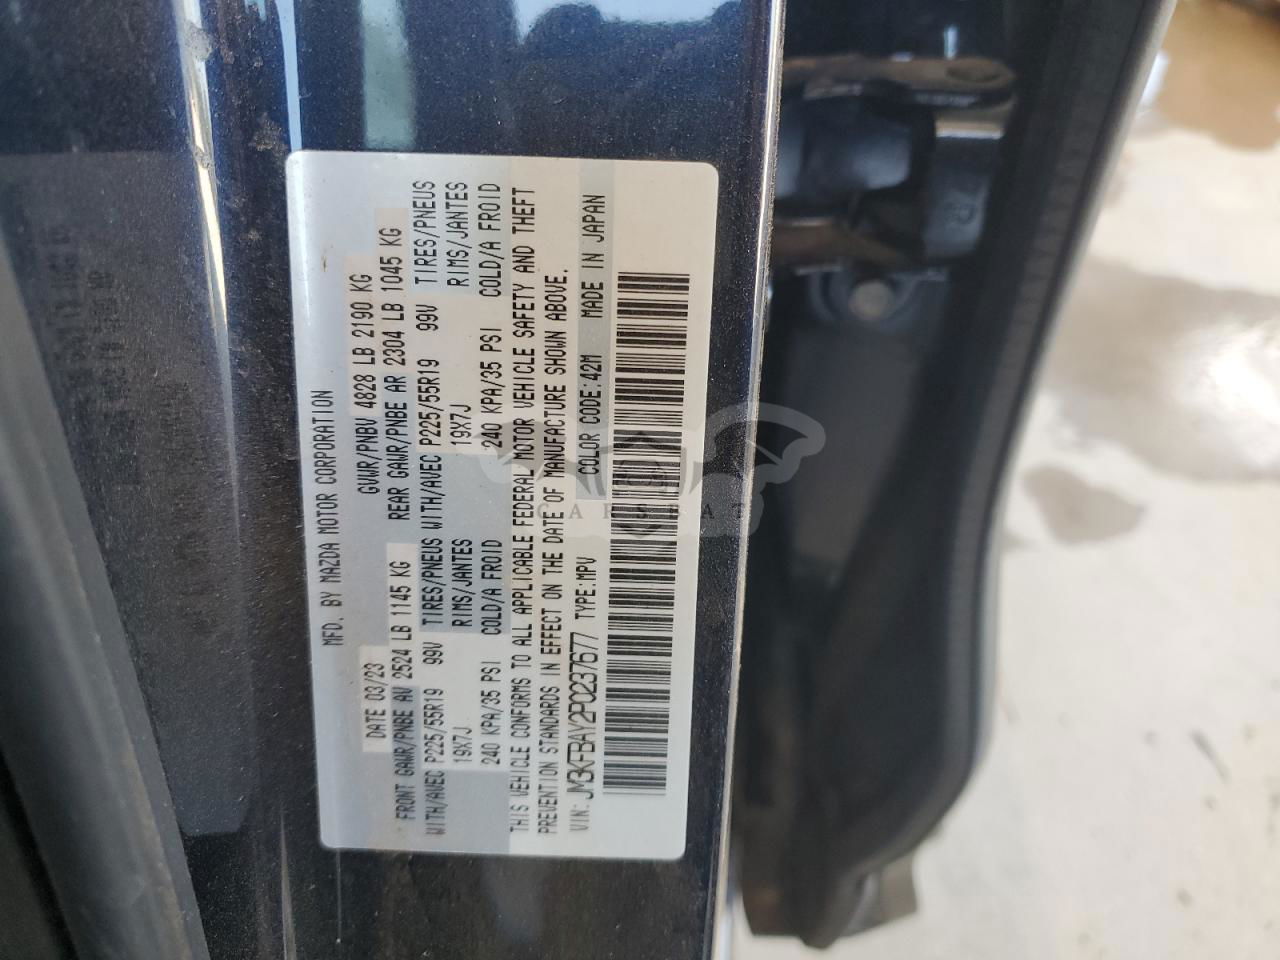 MFD. BY MAZDA MOTOR CORPORATION
DATE 03/23 GVWR/PNBV 4828 LB 2190 KG
FRONT GAWR/PNBE AV 2524 LB 1145 KG REAR GAWR/PNBE AR 2304 LB 1045 KG
WITH/AVEC P225/55R19 99V TIRES/PNEUS WITH/AVEC P225/55R19 99V TIRES/PNEUS
19X7J RIMS/JANTES 19X7J RIMS/JANTES
240 KPA/35 PSI COLD/A FROID 240 KPA/35 PSI COLD/A FROID
THIS VEHICLE CONFORMS TO ALL APPLICABLE FEDERAL MOTOR VEHICLE SAFETY AND THEFT
PREVENTION STANDARDS IN EFFECT ON THE DATE OF MANUFACTURE SHOWN ABOVE.
VIN: JM3KFBAY2P0237677 TYPE:MPV COLOR CODE:42M MADE IN JAPAN
CARSBAT